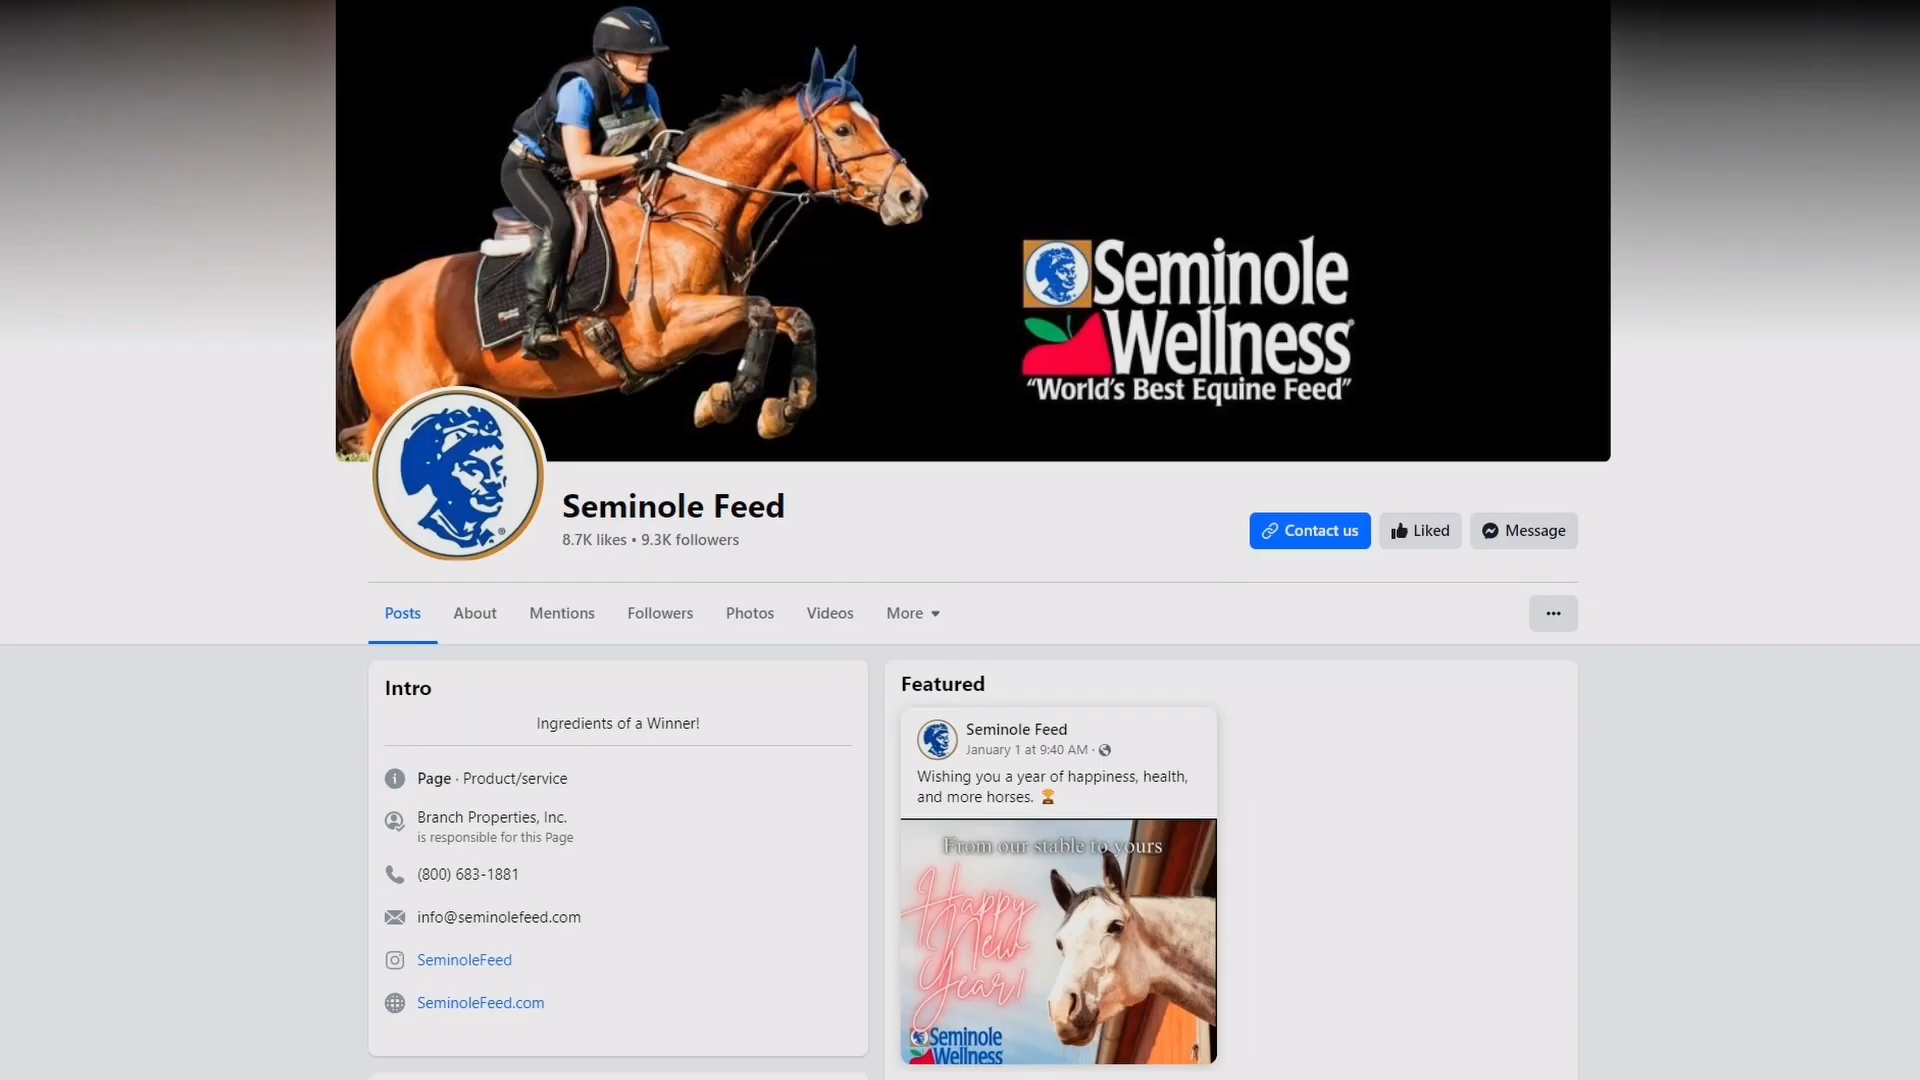 Seminole
Wellness®
"World's Best Equine Feed"
Seminole Feed
8.7K likes • 9.3K followers
Contact us
Liked
Message
Posts
About
Mentions
Followers
Photos
Videos
More
Intro
Ingredients of a Winner!
Page · Product/service
Branch Properties, Inc.
is responsible for this Page
(800) 683-1881
info@seminolefeed.com
SeminoleFeed
SeminoleFeed.com
Featured
Seminole Feed
January 1 at 9:40 AM ·
Wishing you a year of happiness, health,
and more horses. 🏆
From our stable to yours
Happy
New
Year!
Seminole
Wellness